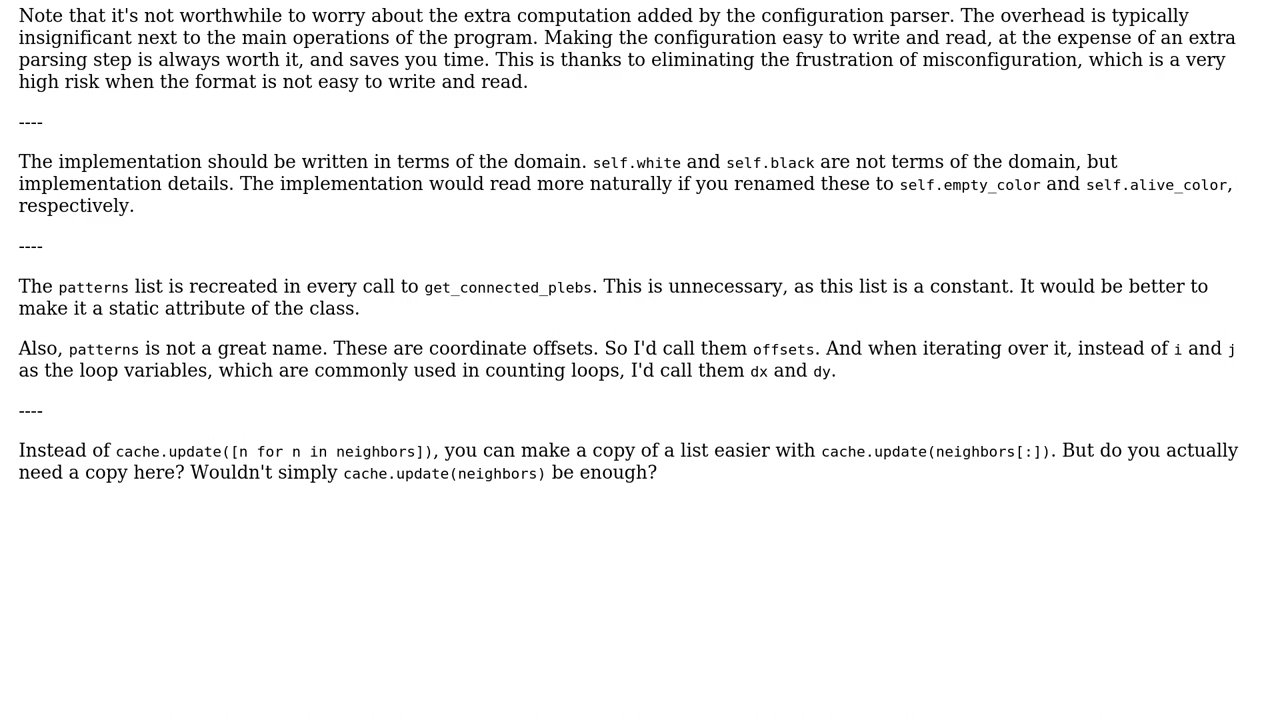 Note that it's not worthwhile to worry about the extra computation added by the configuration parser. The overhead is typically
insignificant next to the main operations of the program. Making the configuration easy to write and read, at the expense of an extra
parsing step is always worth it, and saves you time. This is thanks to eliminating the frustration of misconfiguration, which is a very
high risk when the format is not easy to write and read.
----
The implementation should be written in terms of the domain. self.white and self.black are not terms of the domain, but
implementation details. The implementation would read more naturally if you renamed these to self.empty_color and self.alive_color,
respectively.
----
The patterns list is recreated in every call to get_connected_plebs. This is unnecessary, as this list is a constant. It would be better to
make it a static attribute of the class.
Also, patterns is not a great name. These are coordinate offsets. So I'd call them offsets. And when iterating over it, instead of i and j
as the loop variables, which are commonly used in counting loops, I'd call them dx and dy.
----
Instead of cache.update([n for n in neighbors]), you can make a copy of a list easier with cache.update(neighbors[:]). But do you actually
need a copy here? Wouldn't simply cache.update(neighbors) be enough?